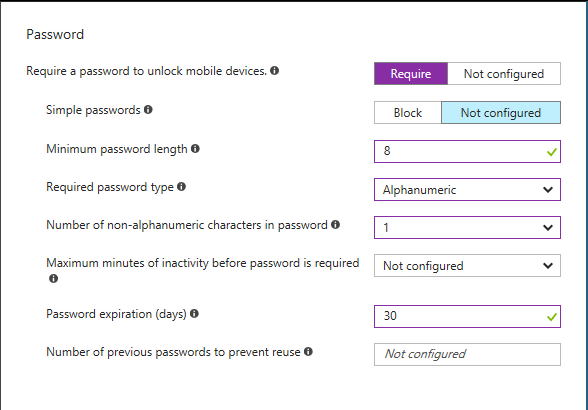 Password
Require a password to unlock mobile devices. Require Not configured
Simple passwords Block Not configured
Minimum password length 8
Required password type Alphanumeric
Number of non-alphanumeric characters in password 1
Maximum minutes of inactivity before password is required Not configured
Password expiration (days) 30
Number of previous passwords to prevent reuse Not configured